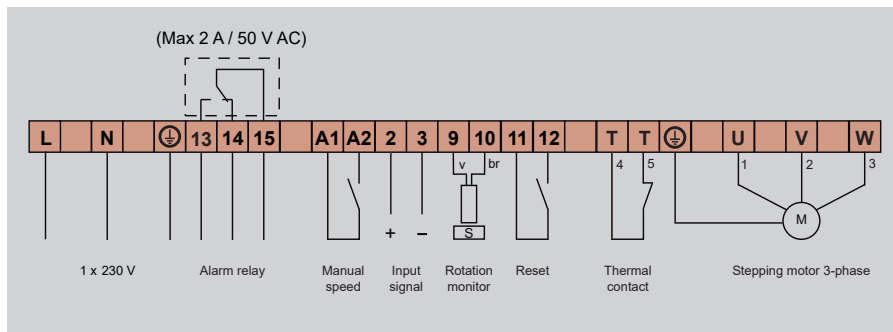 (Max 2 A / 50 V AC)
L N 13 14 15 A1 A2 2 3 9 10 11 12 T T U V W
v br 4 5 1 2 3
M
+ – S
1 x 230 V Alarm relay Manual speed Input signal Rotation monitor Reset Thermal contact Stepping motor 3-phase